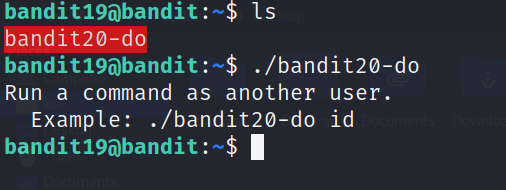 bandit19@bandit:~$ ls
bandit20-do
bandit19@bandit:~$ ./bandit20-do
Run a command as another user.
  Example: ./bandit20-do id
bandit19@bandit:~$
Documents